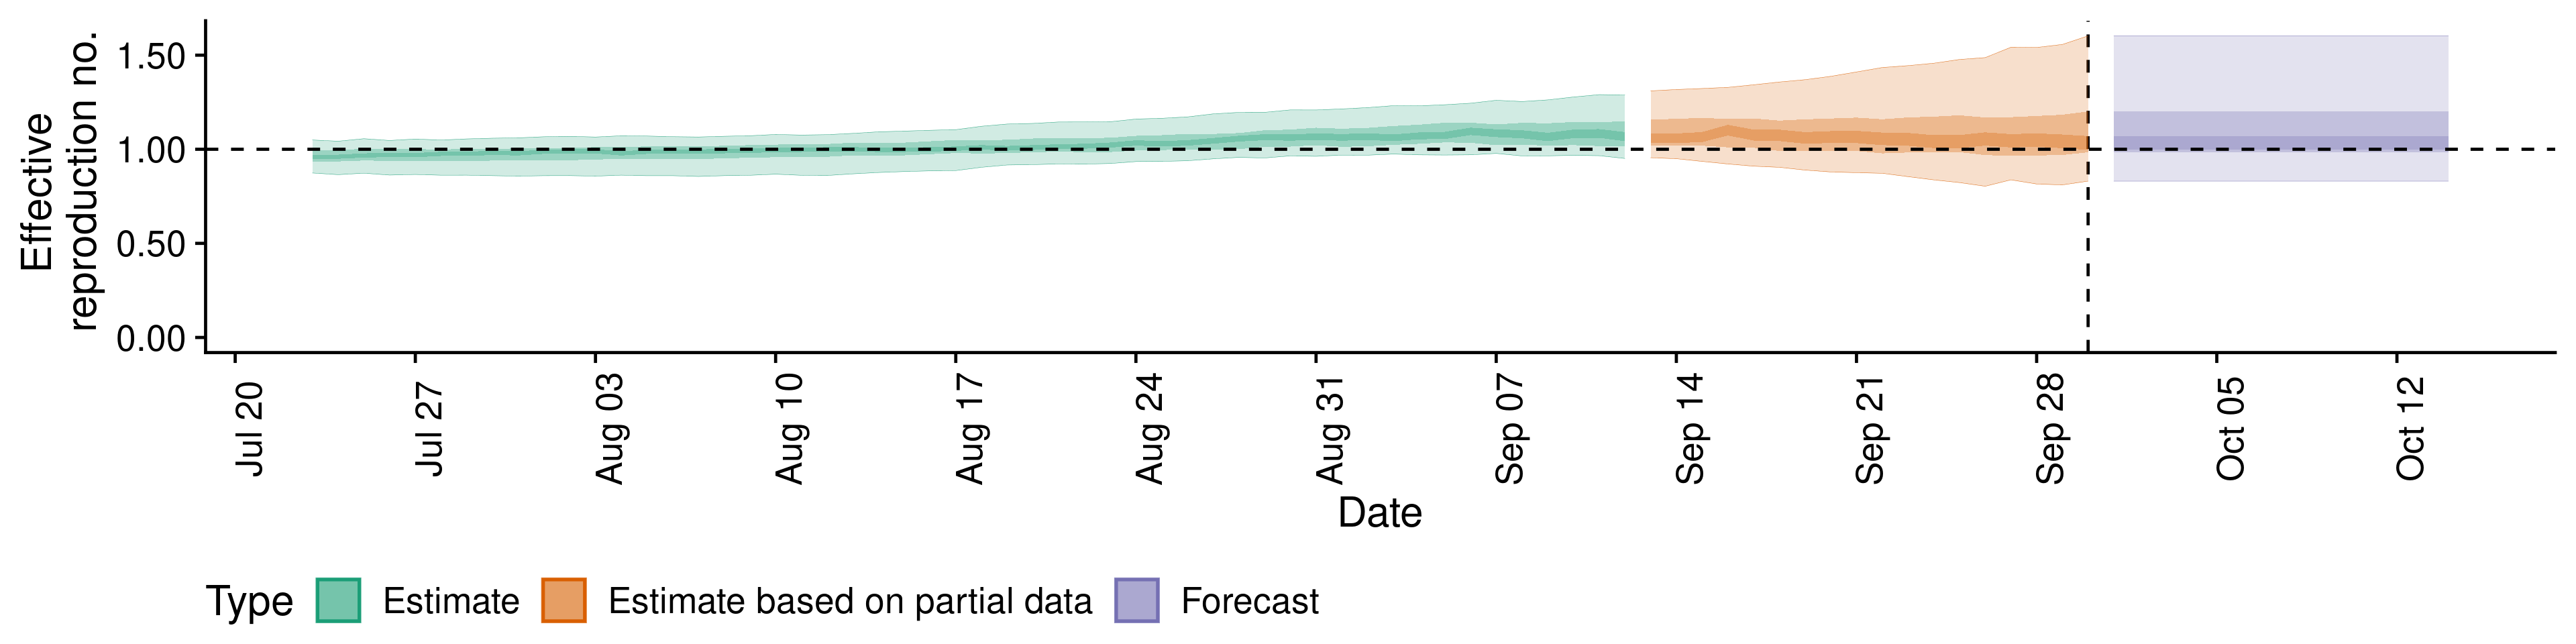 Effective
reproduction no.
1.50
1.00
0.50
0.00
Jul 20
Jul 27
Aug 03
Aug 10
Aug 17
Aug 24
Aug 31
Sep 07
Sep 14
Sep 21
Sep 28
Oct 05
Oct 12
Date
Type Estimate Estimate based on partial data Forecast